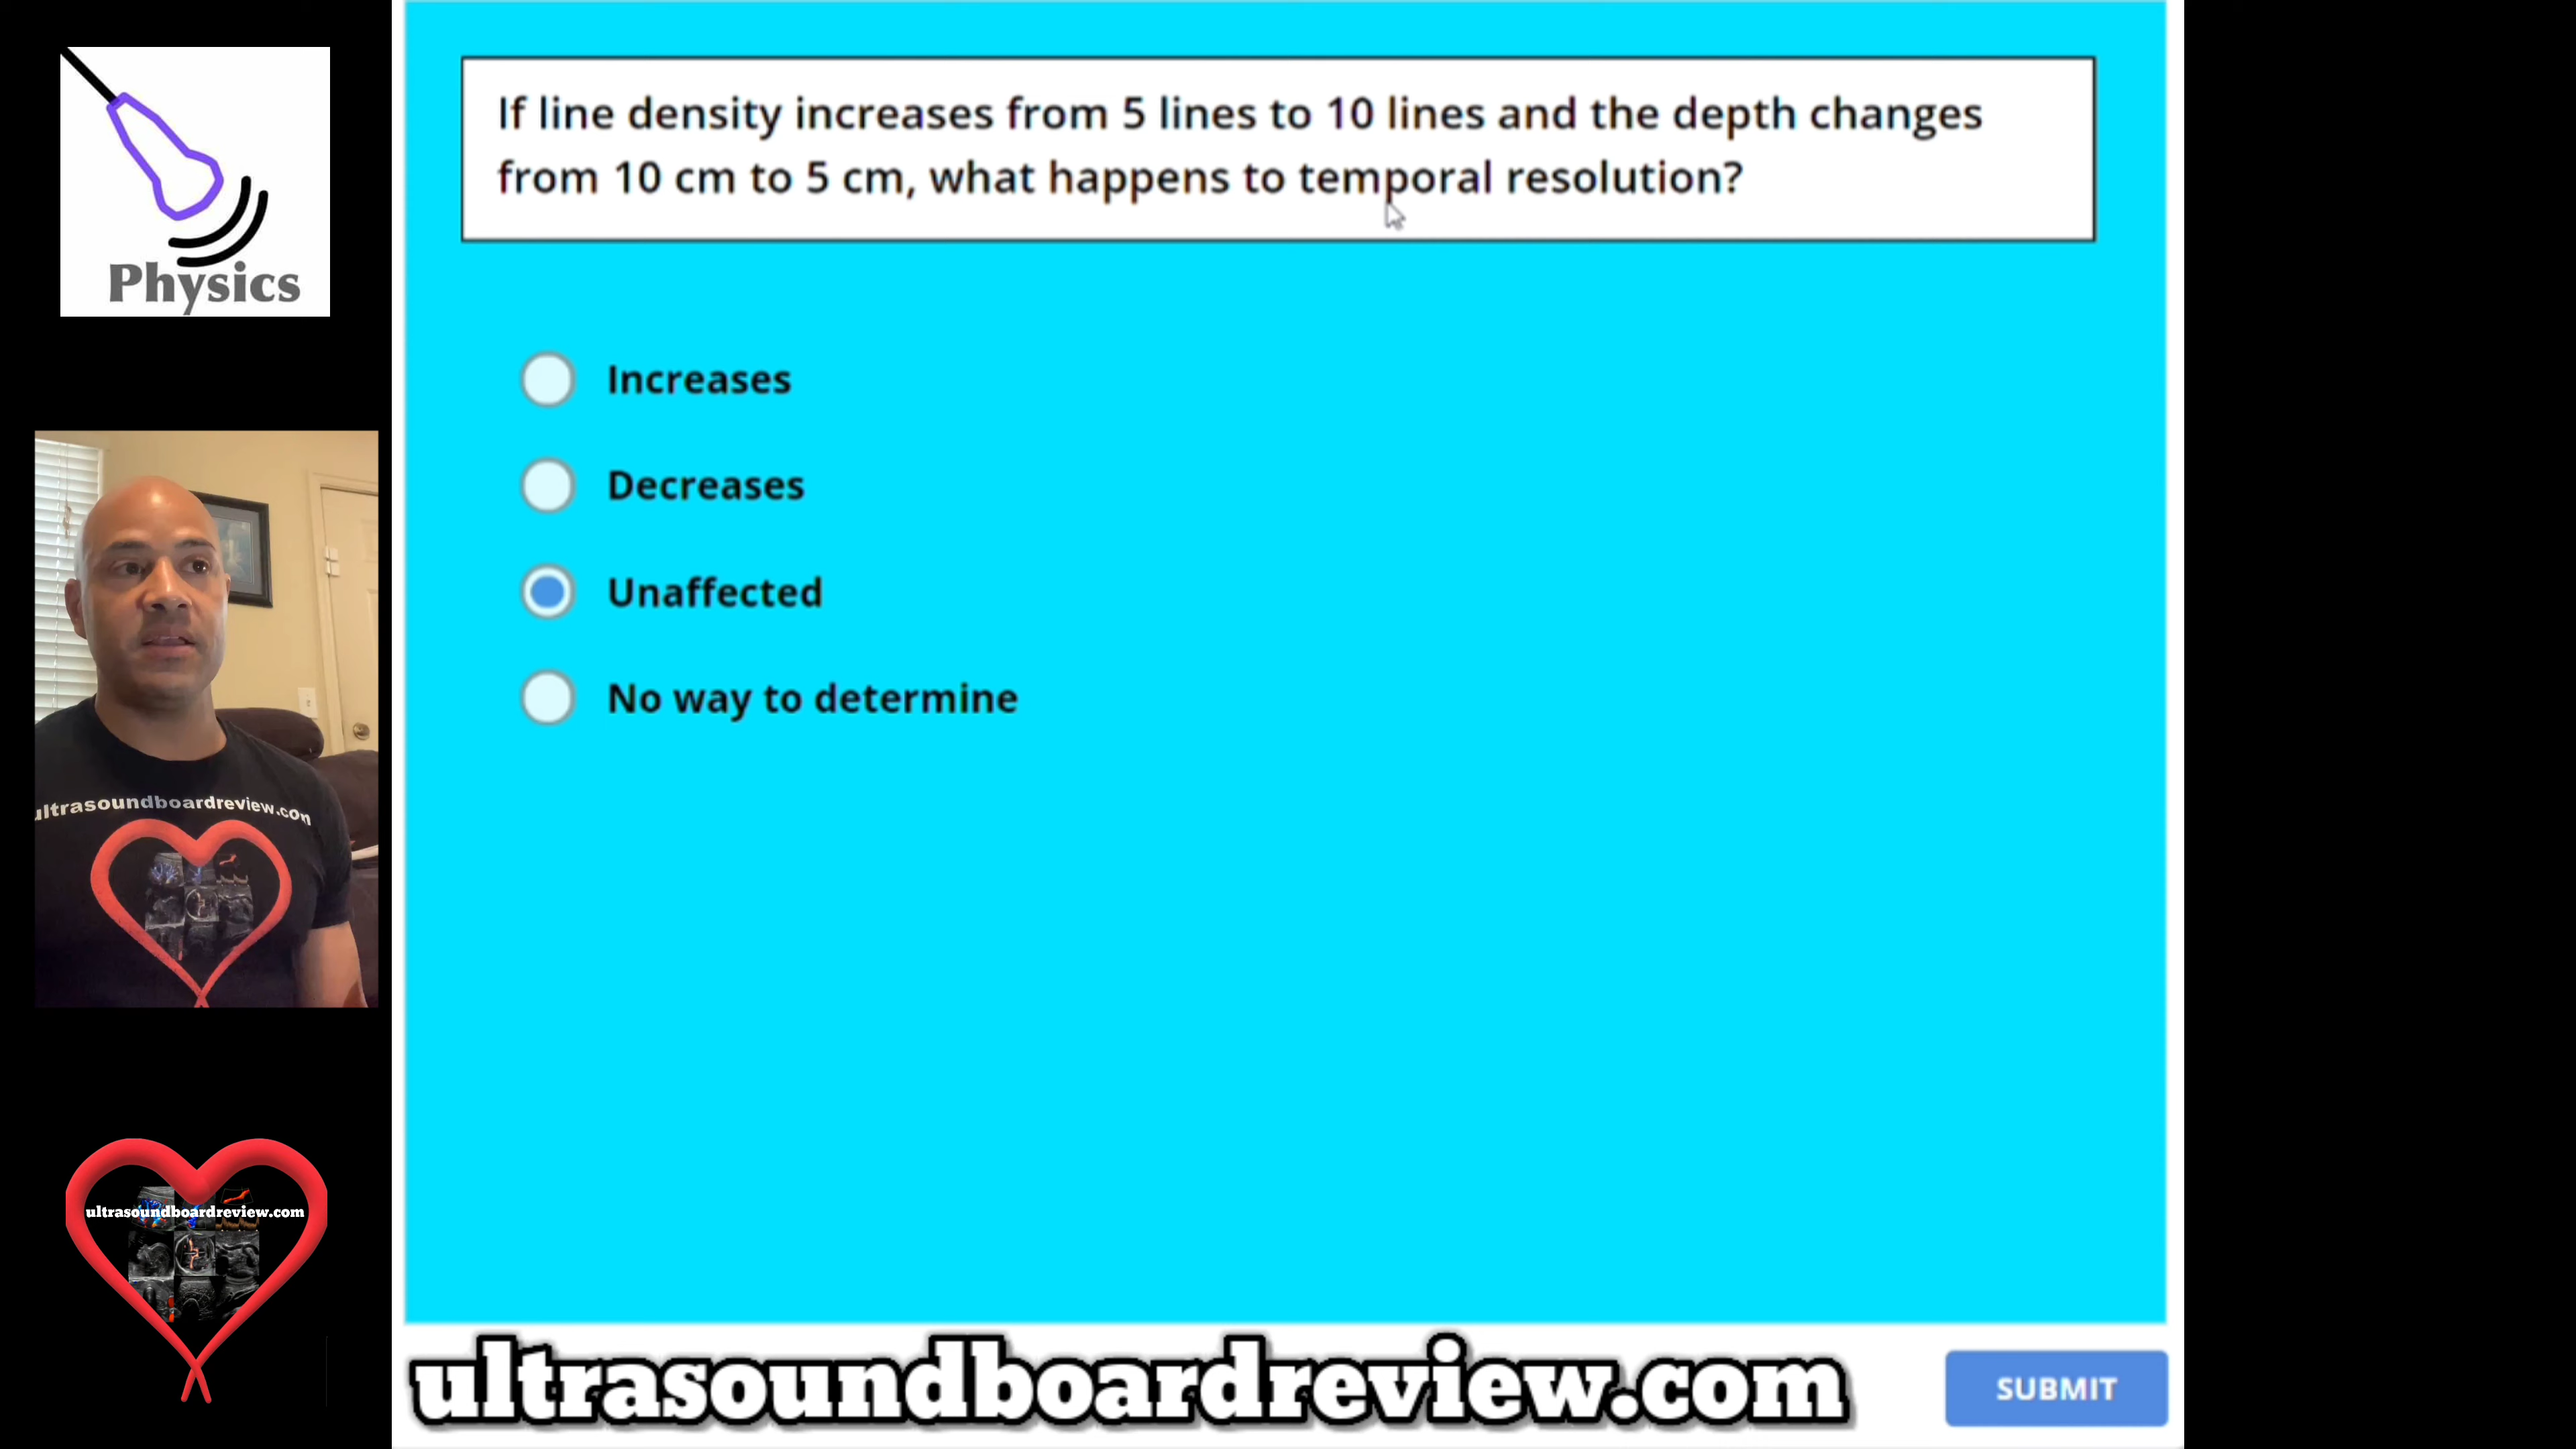 Physics
If line density increases from 5 lines to 10 lines and the depth changes
from 10 cm to 5 cm, what happens to temporal resolution?
Increases
Decreases
Unaffected
No way to determine
ultrasoundboardreview.com
ultrasoundboardreview.com
ultrasoundboardreview.com
SUBMIT